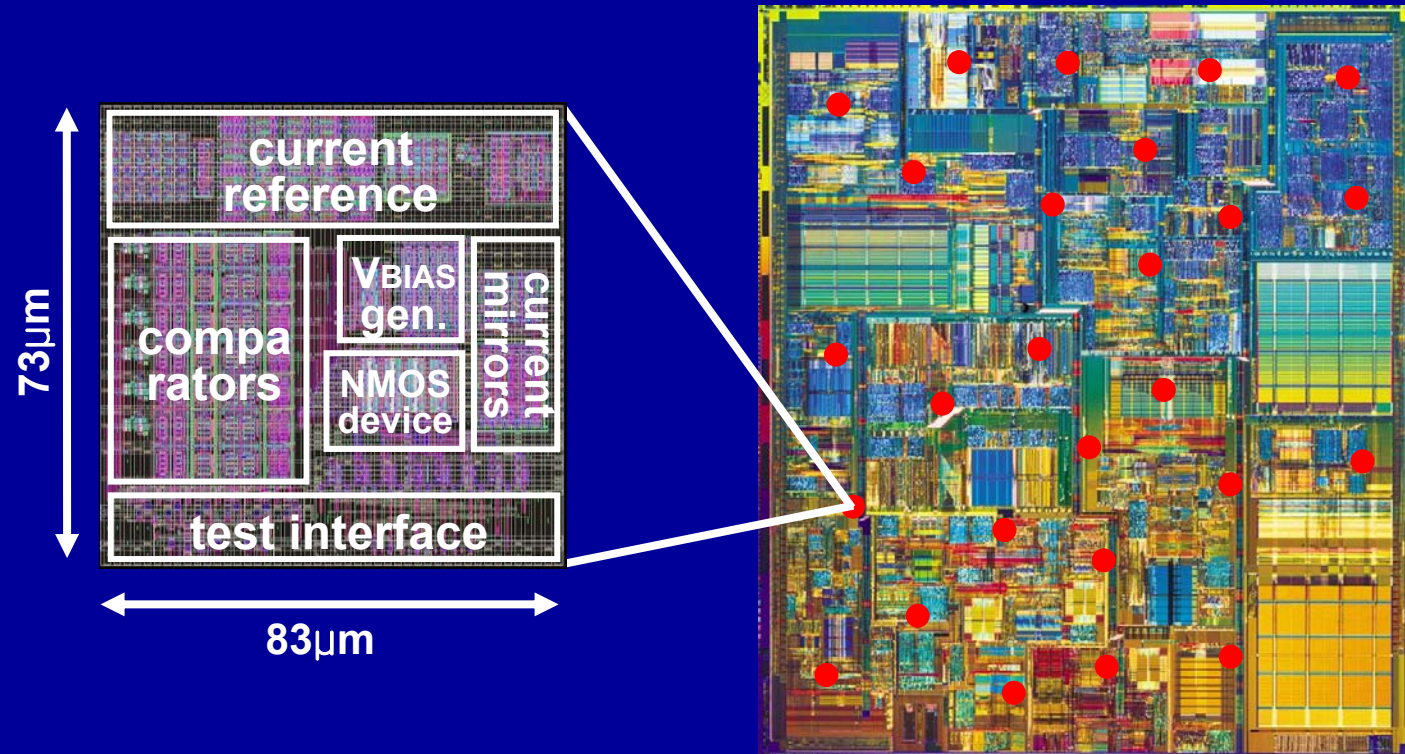 current
reference
VBIAS
gen.
current
mirrors
compa
rators
NMOS
device
test interface
73µm
83µm